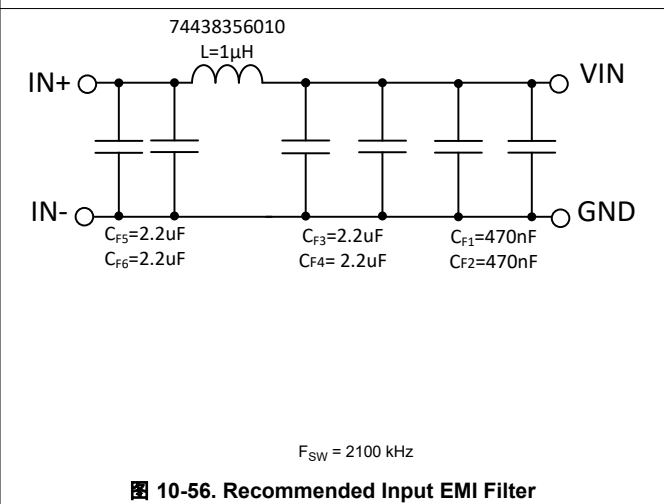 74438356010
L=1µH
IN+
VIN
IN-
GND
CF5=2.2uF
CF6=2.2uF
CF3=2.2uF
CF4= 2.2uF
CF1=470nF
CF2=470nF
FSW = 2100 kHz
图 10-56. Recommended Input EMI Filter